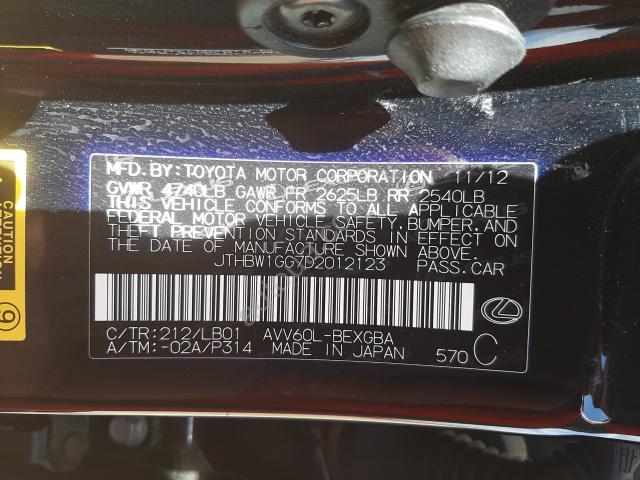 MFD. BY: TOYOTA MOTOR CORPORATION 11/12
GVWR 4740LB GAWR FR 2625LB RR 2540LB
THIS VEHICLE CONFORMS TO ALL APPLICABLE
FEDERAL MOTOR VEHICLE SAFETY, BUMPER, AND
THEFT PREVENTION STANDARDS IN EFFECT ON
THE DATE OF MANUFACTURE SHOWN ABOVE.
JTHBW1GG7D2012123 PASS.CAR
C/TR:212/LB01 AVV60L-BEXGBA
A/TM:-02A/P314 MADE IN JAPAN 570 C
CAUTION